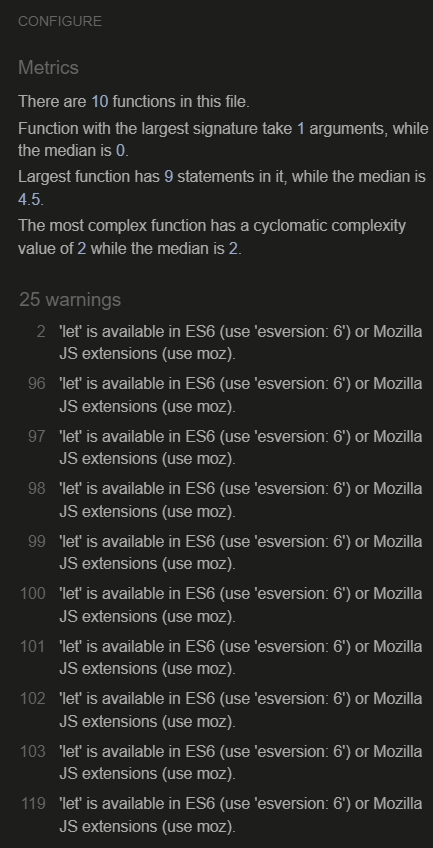 CONFIGURE
Metrics
There are 10 functions in this file.
Function with the largest signature take 1 arguments, while
the median is 0.
Largest function has 9 statements in it, while the median is
4.5.
The most complex function has a cyclomatic complexity
value of 2 while the median is 2.
25 warnings
2 'let' is available in ES6 (use 'esversion: 6') or Mozilla
JS extensions (use moz).
96 'let' is available in ES6 (use 'esversion: 6') or Mozilla
JS extensions (use moz).
97 'let' is available in ES6 (use 'esversion: 6') or Mozilla
JS extensions (use moz).
98 'let' is available in ES6 (use 'esversion: 6') or Mozilla
JS extensions (use moz).
99 'let' is available in ES6 (use 'esversion: 6') or Mozilla
JS extensions (use moz).
100 'let' is available in ES6 (use 'esversion: 6') or Mozilla
JS extensions (use moz).
101 'let' is available in ES6 (use 'esversion: 6') or Mozilla
JS extensions (use moz).
102 'let' is available in ES6 (use 'esversion: 6') or Mozilla
JS extensions (use moz).
103 'let' is available in ES6 (use 'esversion: 6') or Mozilla
JS extensions (use moz).
119 'let' is available in ES6 (use 'esversion: 6') or Mozilla
JS extensions (use moz).